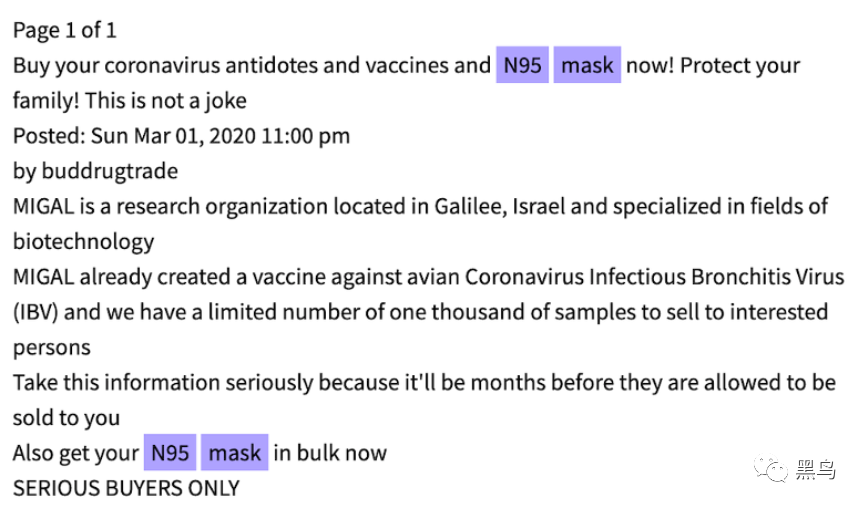 Page 1 of 1
Buy your coronavirus antidotes and vaccines and N95 mask now! Protect your
family! This is not a joke
Posted: Sun Mar 01, 2020 11:00 pm
by buddrugtrade
MIGAL is a research organization located in Galilee, Israel and specialized in fields of
biotechnology
MIGAL already created a vaccine against avian Coronavirus Infectious Bronchitis Virus
(IBV) and we have a limited number of one thousand of samples to sell to interested
persons
Take this information seriously because it'll be months before they are allowed to be
sold to you
Also get your N95 mask in bulk now
SERIOUS BUYERS ONLY
黑鸟